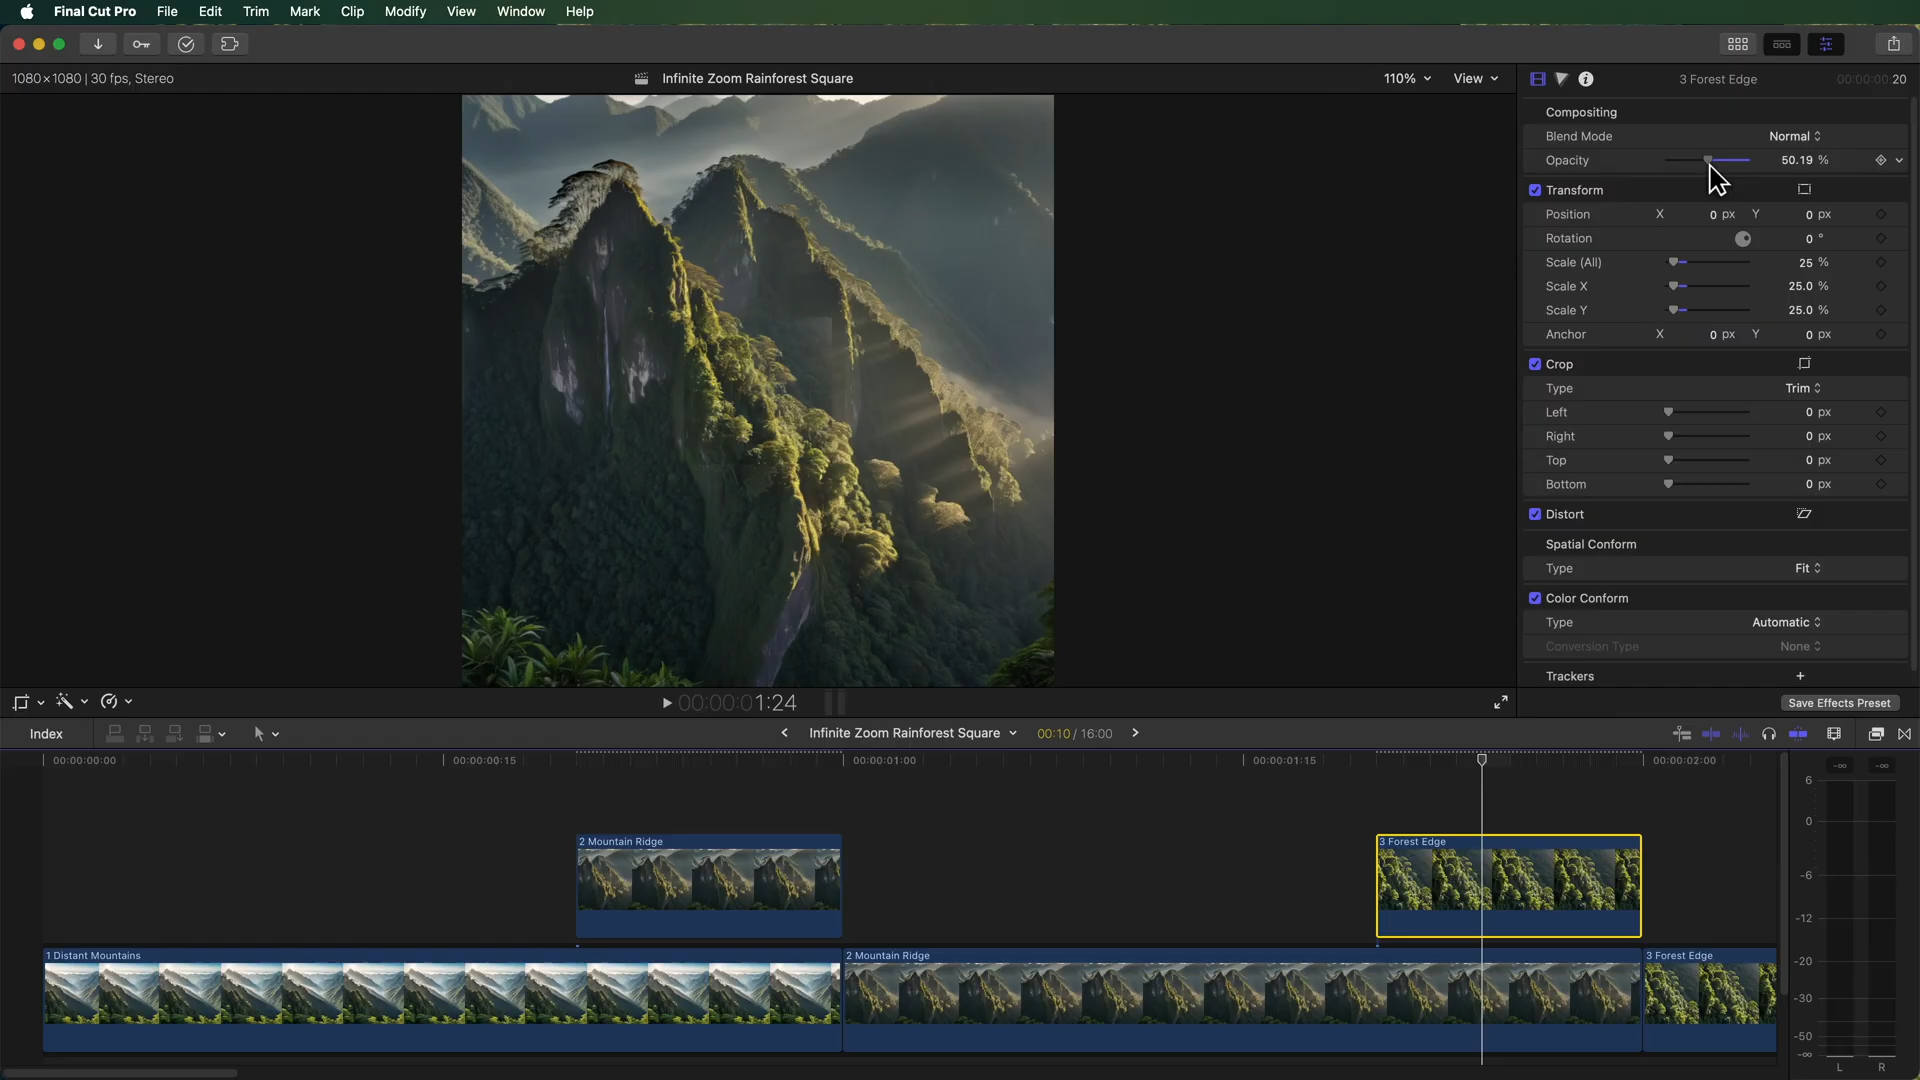 Final Cut Pro File Edit Trim Mark Clip Modify View Window Help
1080×1080 | 30 fps, Stereo
Infinite Zoom Rainforest Square
110% View
3 Forest Edge 00:00:00:20
Compositing
Blend Mode Normal
Opacity 50.19 %
Transform
Position X 0 px Y 0 px
Rotation 0 °
Scale (All) 25 %
Scale X 25.0 %
Scale Y 25.0 %
Anchor X 0 px Y 0 px
Crop
Type Trim
Left 0 px
Right 0 px
Top 0 px
Bottom 0 px
Distort
Spatial Conform
Type Fit
Color Conform
Type Automatic
Conversion Type None
Trackers +
Save Effects Preset
00:00:01:24
Index
Infinite Zoom Rainforest Square 00:10 / 16:00
00:00:00:00 00:00:00:15 00:00:01:00 00:00:01:15 00:00:02:00
2 Mountain Ridge
3 Forest Edge
1 Distant Mountains
2 Mountain Ridge
3 Forest Edge
-∞ -∞
6
0
-6
-12
-20
-30
-50
-∞
L R